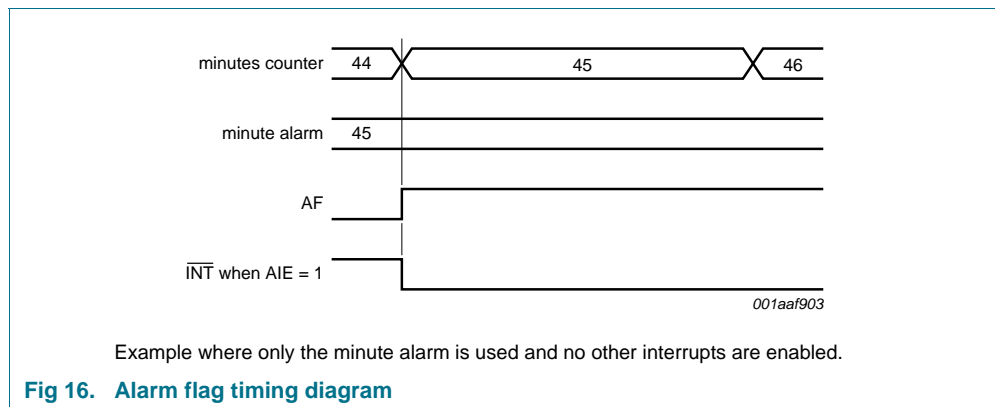 minutes counter 44 45 46
minute alarm 45
AF
INT when AIE = 1
001aaf903
Example where only the minute alarm is used and no other interrupts are enabled.
Fig 16. Alarm flag timing diagram